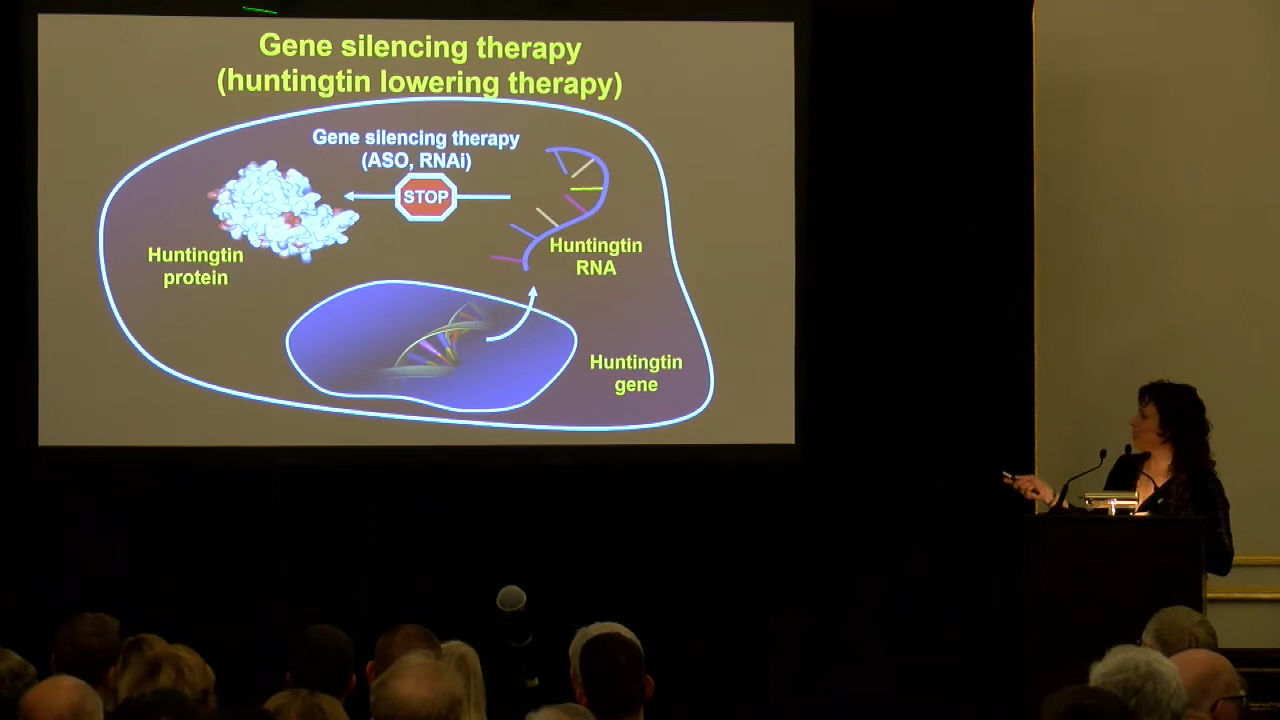 Gene silencing therapy
(huntingtin lowering therapy)
Gene silencing therapy
(ASO, RNAi)
STOP
Huntingtin
protein
Huntingtin
RNA
Huntingtin
gene